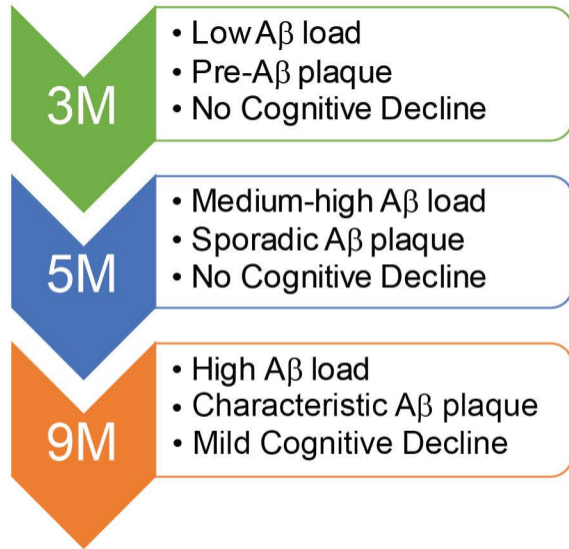 3M
• Low Aβ load
• Pre-Aβ plaque
• No Cognitive Decline
5M
• Medium-high Aβ load
• Sporadic Aβ plaque
• No Cognitive Decline
9M
• High Aβ load
• Characteristic Aβ plaque
• Mild Cognitive Decline